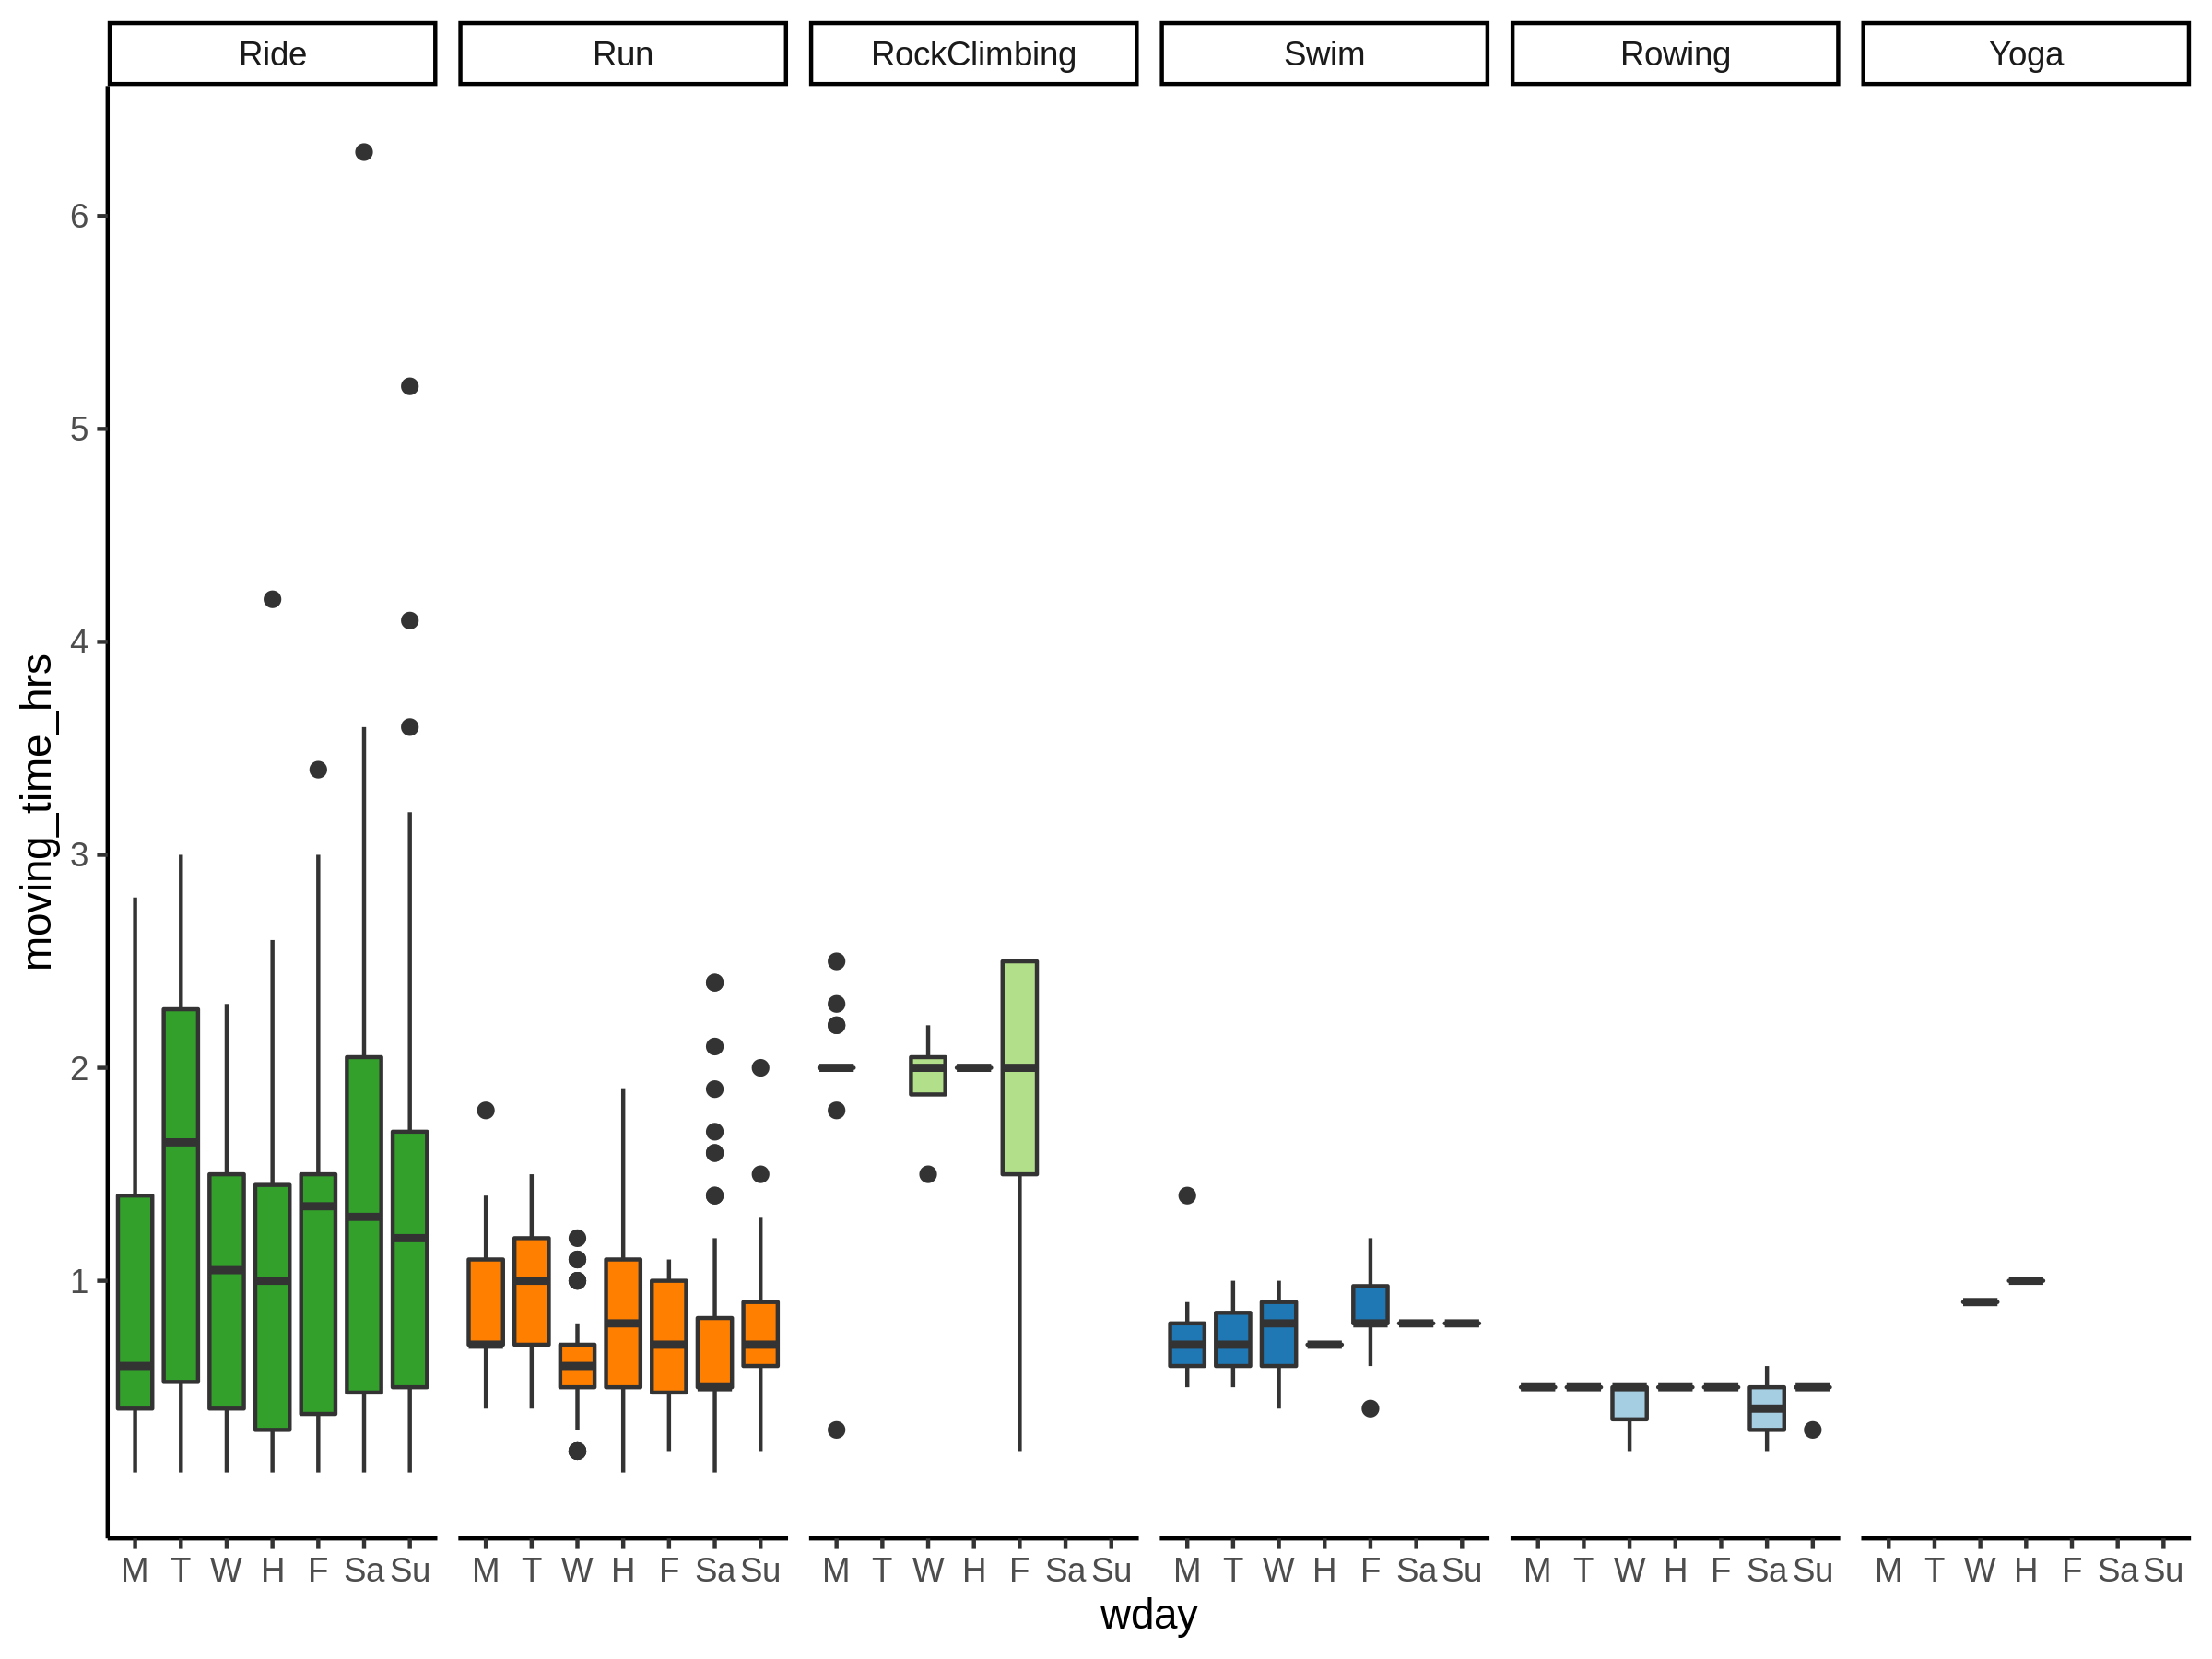 Ride Run RockClimbing Swim Rowing Yoga
moving_time_hrs
6
5
4
3
2
1
M T W H F Sa Su M T W H F Sa Su M T W H F Sa Su M T W H F Sa Su M T W H F Sa Su M T W H F Sa Su
wday